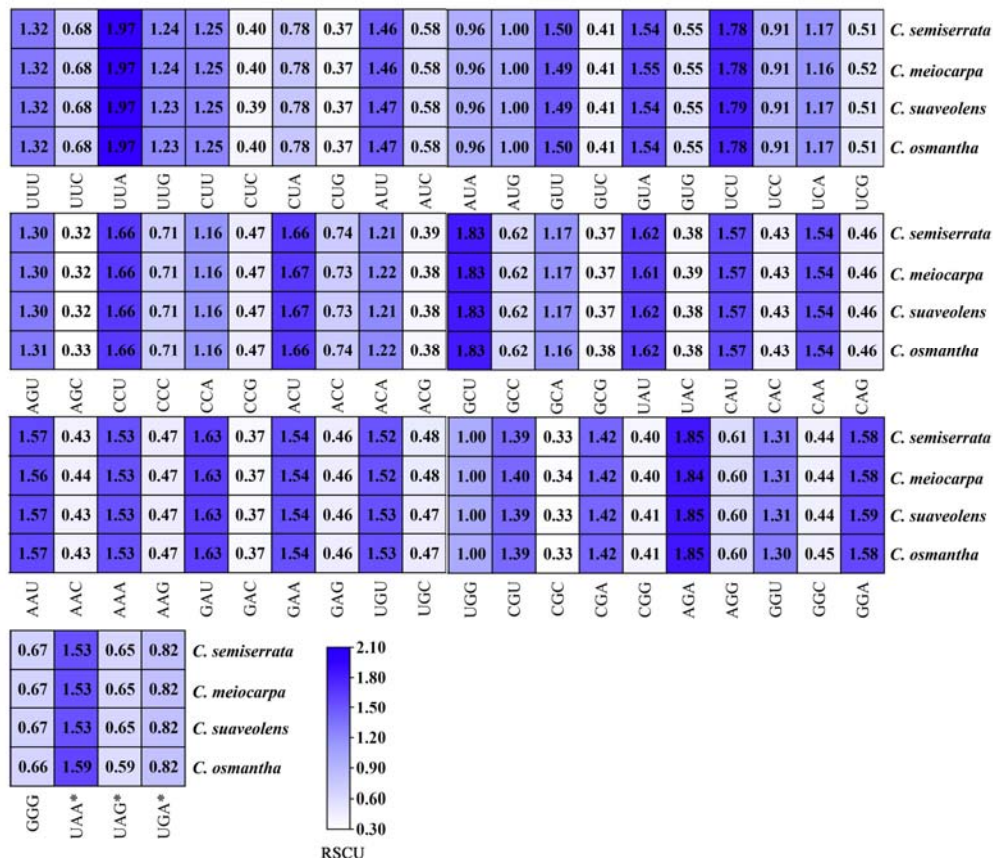 1.32 0.68 1.97 1.24 1.25 0.40 0.78 0.37 1.46 0.58 0.96 1.00 1.50 0.41 1.54 0.55 1.78 0.91 1.17 0.51 C. semiserrata
1.32 0.68 1.97 1.24 1.25 0.40 0.78 0.37 1.46 0.58 0.96 1.00 1.49 0.41 1.55 0.55 1.78 0.91 1.16 0.52 C. meiocarpa
1.32 0.68 1.97 1.23 1.25 0.39 0.78 0.37 1.47 0.58 0.96 1.00 1.49 0.41 1.54 0.55 1.79 0.91 1.17 0.51 C. suaveolens
1.32 0.68 1.97 1.23 1.25 0.40 0.78 0.37 1.47 0.58 0.96 1.00 1.50 0.41 1.54 0.55 1.78 0.91 1.17 0.51 C. osmantha
UUU UUC UUA UUG CUU CUC CUA CUG AUU AUC AUA AUG GUU GUC GUA GUG UCU UCC UCA UCG
1.30 0.32 1.66 0.71 1.16 0.47 1.66 0.74 1.21 0.39 1.83 0.62 1.17 0.37 1.62 0.38 1.57 0.43 1.54 0.46 C. semiserrata
1.30 0.32 1.66 0.71 1.16 0.47 1.67 0.73 1.22 0.38 1.83 0.62 1.17 0.37 1.61 0.39 1.57 0.43 1.54 0.46 C. meiocarpa
1.30 0.32 1.66 0.71 1.16 0.47 1.67 0.73 1.21 0.38 1.83 0.62 1.17 0.37 1.62 0.38 1.57 0.43 1.54 0.46 C. suaveolens
1.31 0.33 1.66 0.71 1.16 0.47 1.66 0.74 1.22 0.38 1.83 0.62 1.16 0.38 1.62 0.38 1.57 0.43 1.54 0.46 C. osmantha
AGU AGC CCU CCC CCA CCG ACU ACC ACA ACG GCU GCC GCA GCG UAU UAC CAU CAC CAA CAG
1.57 0.43 1.53 0.47 1.63 0.37 1.54 0.46 1.52 0.48 1.00 1.39 0.33 1.42 0.40 1.85 0.61 1.31 0.44 1.58 C. semiserrata
1.56 0.44 1.53 0.47 1.63 0.37 1.54 0.46 1.52 0.48 1.00 1.40 0.34 1.42 0.40 1.84 0.60 1.31 0.44 1.58 C. meiocarpa
1.57 0.43 1.53 0.47 1.63 0.37 1.54 0.46 1.53 0.47 1.00 1.39 0.33 1.42 0.41 1.85 0.60 1.31 0.44 1.59 C. suaveolens
1.57 0.43 1.53 0.47 1.63 0.37 1.54 0.46 1.53 0.47 1.00 1.39 0.33 1.42 0.41 1.85 0.60 1.30 0.45 1.58 C. osmantha
AAU AAC AAA AAG GAU GAC GAA GAG UGU UGC UGG CGU CGC CGA CGG AGA AGG GGU GGC GGA
0.67 1.53 0.65 0.82 C. semiserrata
0.67 1.53 0.65 0.82 C. meiocarpa
0.67 1.53 0.65 0.82 C. suaveolens
0.66 1.59 0.59 0.82 C. osmantha
GGG UAA* UAG* UGA*
2.10
1.80
1.50
1.20
0.90
0.60
0.30
RSCU